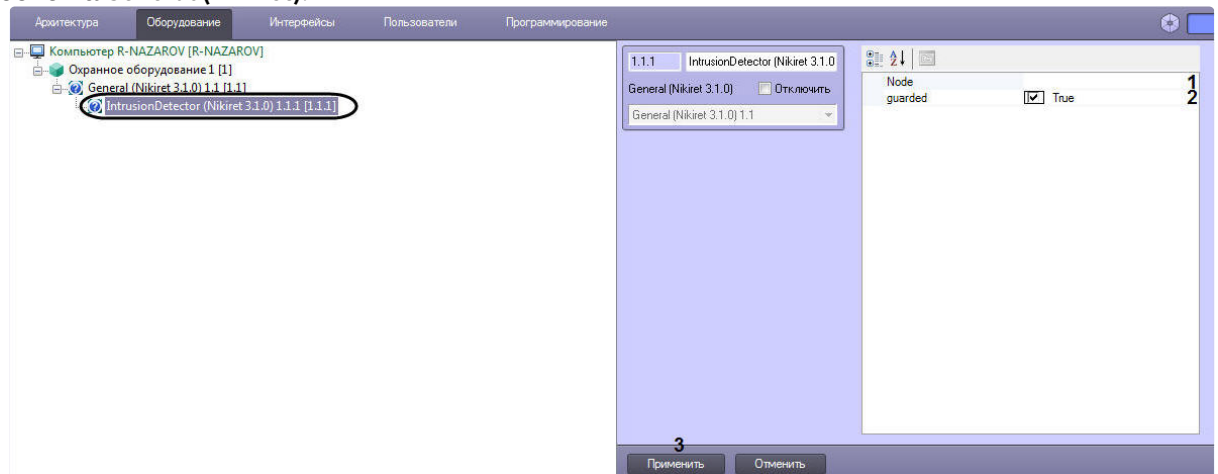 Архитектура Оборудование Интерфейсы Пользователи Программирование
Компьютер R-NAZAROV [R-NAZAROV]
Охранное оборудование 1 [1]
General (Nikiret 3.1.0) 1.1 [1.1]
IntrusionDetector (Nikiret 3.1.0) 1.1.1 [1.1.1]
1.1.1 IntrusionDetector (Nikiret 3.1.0
General (Nikiret 3.1.0) Отключить
General (Nikiret 3.1.0) 1.1
Node 1
guarded True 2
3
Применить Отменить